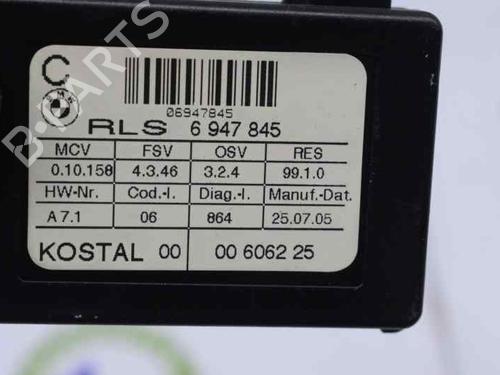 C
06947845
BMW
RLS 6 947 845
MCV FSV OSV RES
0.10.158 4.3.46 3.2.4 99.1.0
HW-Nr. Cod.-I. Diag.-I. Manuf.-Dat.
A 7.1 06 864 25.07.05
KOSTAL 00 00 6062 25
B-PARTS